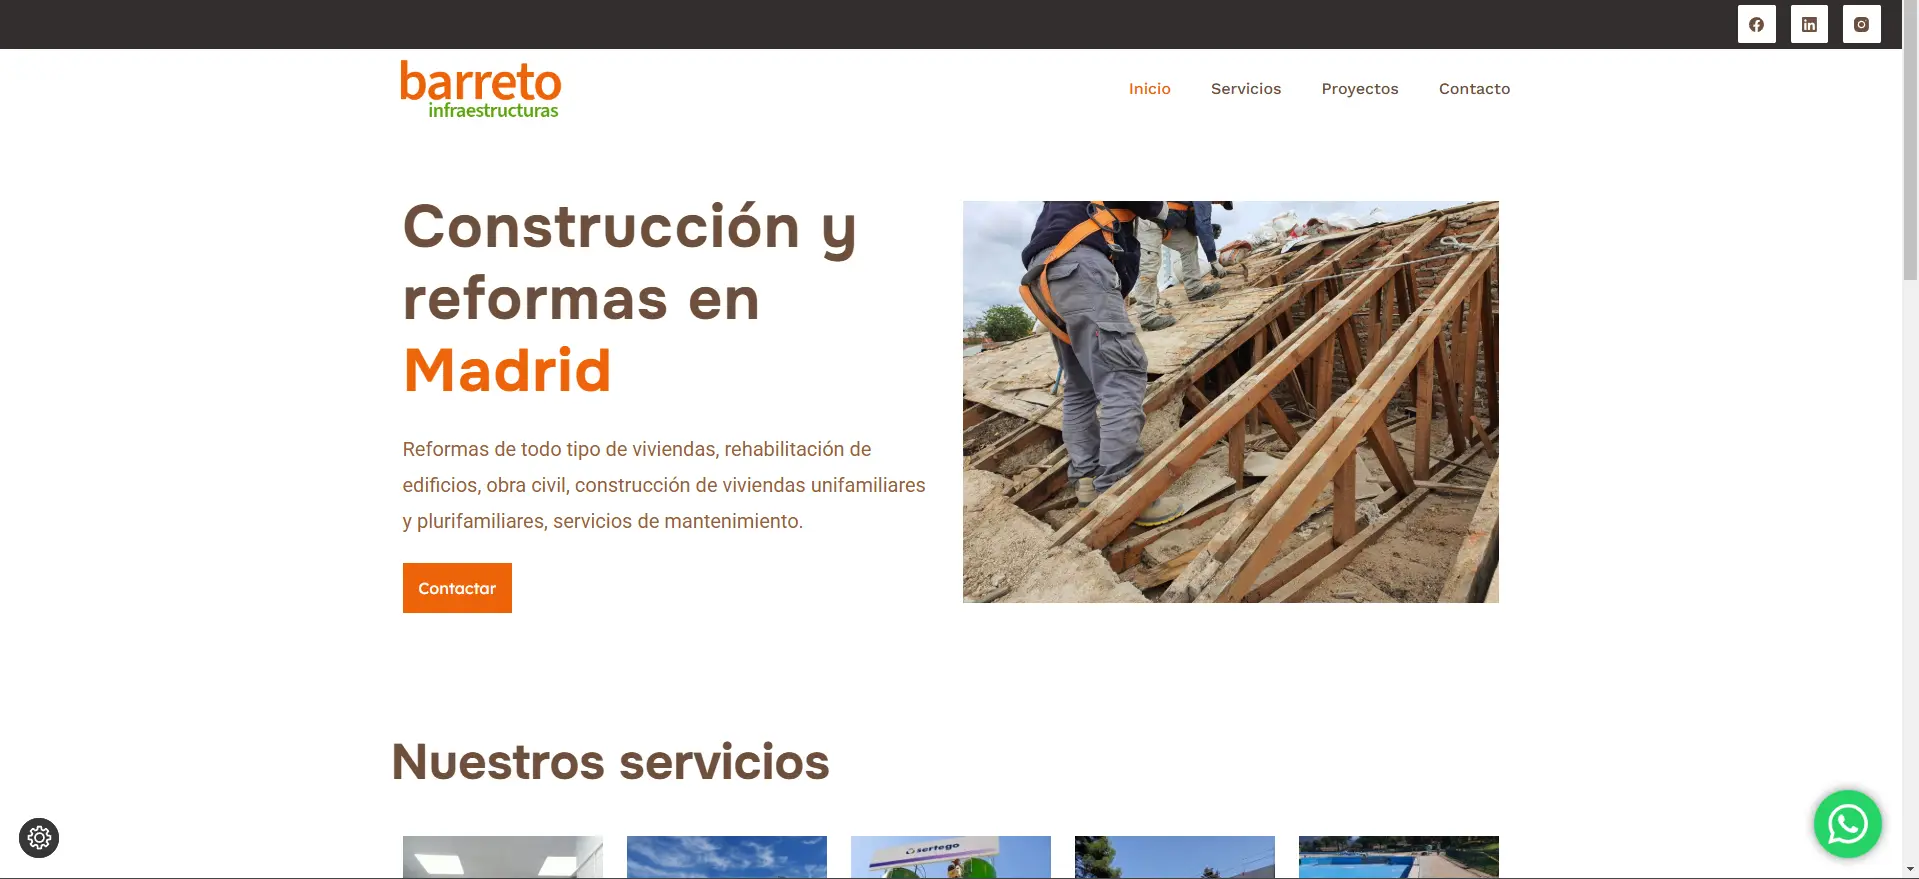 barreto
infraestructuras
Inicio
Servicios
Proyectos
Contacto
Construcción y
reformas en
Madrid
Reformas de todo tipo de viviendas, rehabilitación de
edificios, obra civil, construcción de viviendas unifamiliares
y plurifamiliares, servicios de mantenimiento.
Contactar
Nuestros servicios
sertego